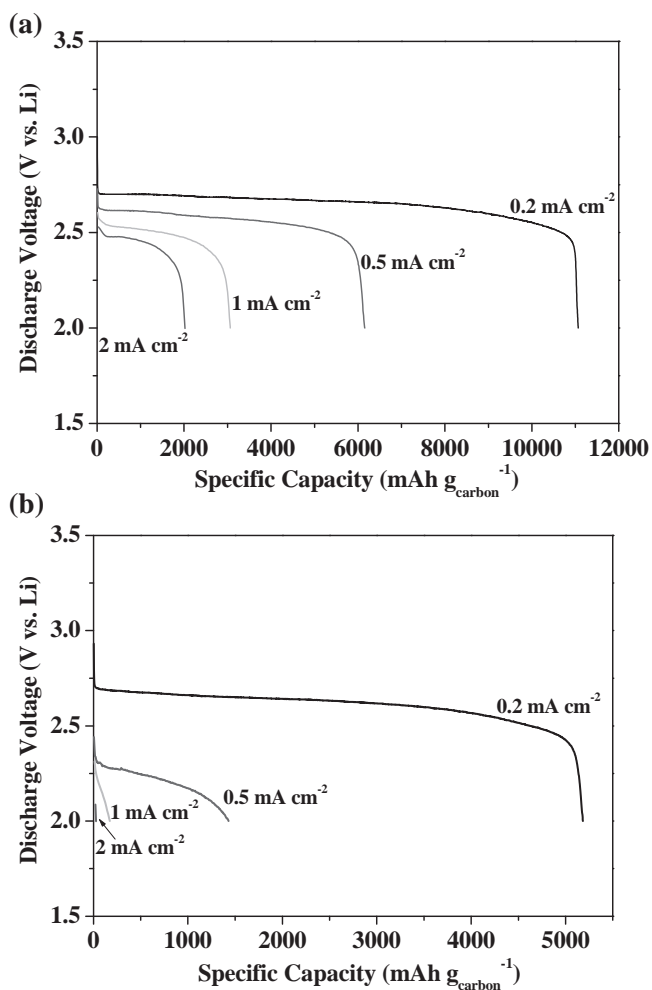 (a)
3.5
3.0
2.5
2.0
1.5
Discharge Voltage (V vs. Li)
0.2 mA cm⁻²
0.5 mA cm⁻²
1 mA cm⁻²
2 mA cm⁻²
0 2000 4000 6000 8000 10000 12000
Specific Capacity (mAh g_carbon⁻¹)
(b)
3.5
3.0
2.5
2.0
1.5
Discharge Voltage (V vs. Li)
0.2 mA cm⁻²
0.5 mA cm⁻²
1 mA cm⁻²
2 mA cm⁻²
0 1000 2000 3000 4000 5000
Specific Capacity (mAh g_carbon⁻¹)